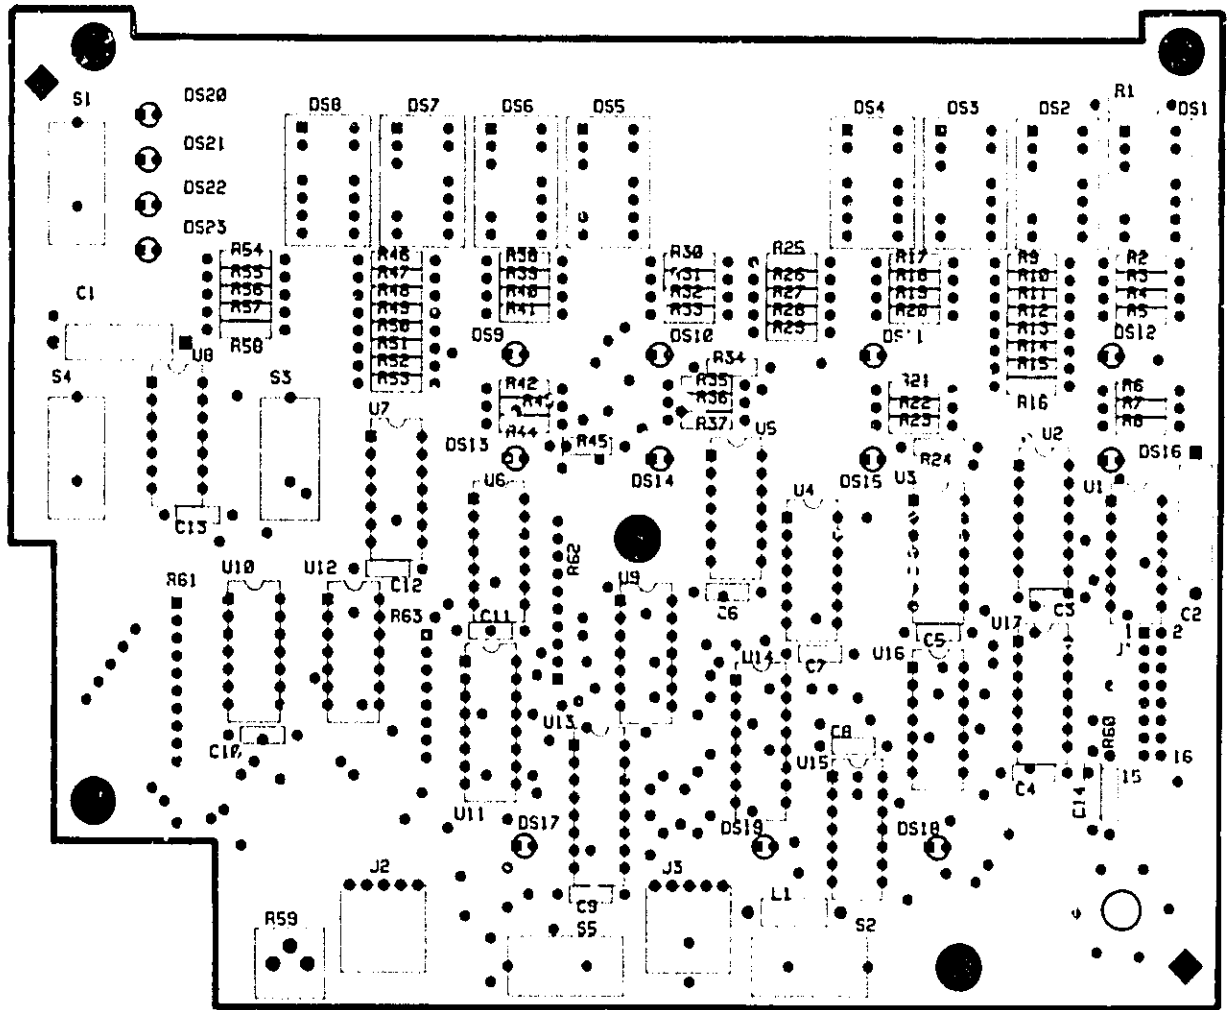 S1 DS20 DS8 DS7 DS6 DS5 DS4 DS3 DS2 R1 DS1
DS21
DS22
DS23
R54 R46 R38 R30 R25 R17 R9 R2
R55 R47 R39 R31 R26 R18 R10 R3
R56 R48 R40 R32 R27 R19 R11 R4
R57 R49 R41 R33 R28 R20 R12 R5
C1 R50 R29 R13
R58 R51 DS9 DS10 DS11 R14 DS12
U8 R52 R34 R15
S4 S3 R53 R42 R35 R21 R16 R6
R43 R36 R22 R7
U7 R44 R37 R23 R8
DS13 R45 U5 U2
U6 DS14 DS15 R24 DS16
U4 U3 U1
C13
R62
R61 U10 U12 C12 U9
R63 C11 C6 C5 U17 C3 C2
1 2
U14 C7 U16 J1
U13
C10 C8 R60
U15 16
15
U11 C4 C14
DS17 DS19 DS18
J2 J3
R59 C9 L1
S5 S2